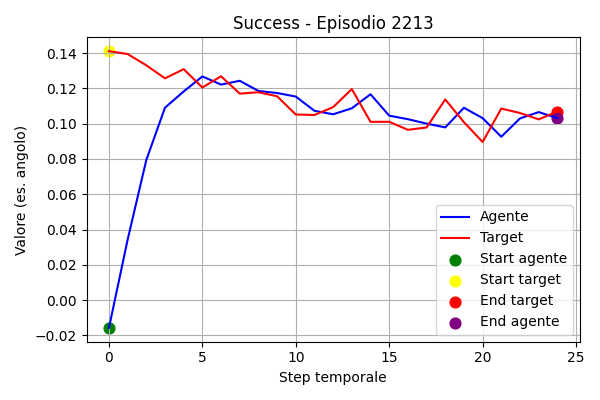 Success - Episodio 2213
Valore (es. angolo)
0.14
0.12
0.10
0.08
0.06
0.04
0.02
0.00
−0.02
0
5
10
15
20
25
Step temporale
Agente
Target
Start agente
Start target
End target
End agente